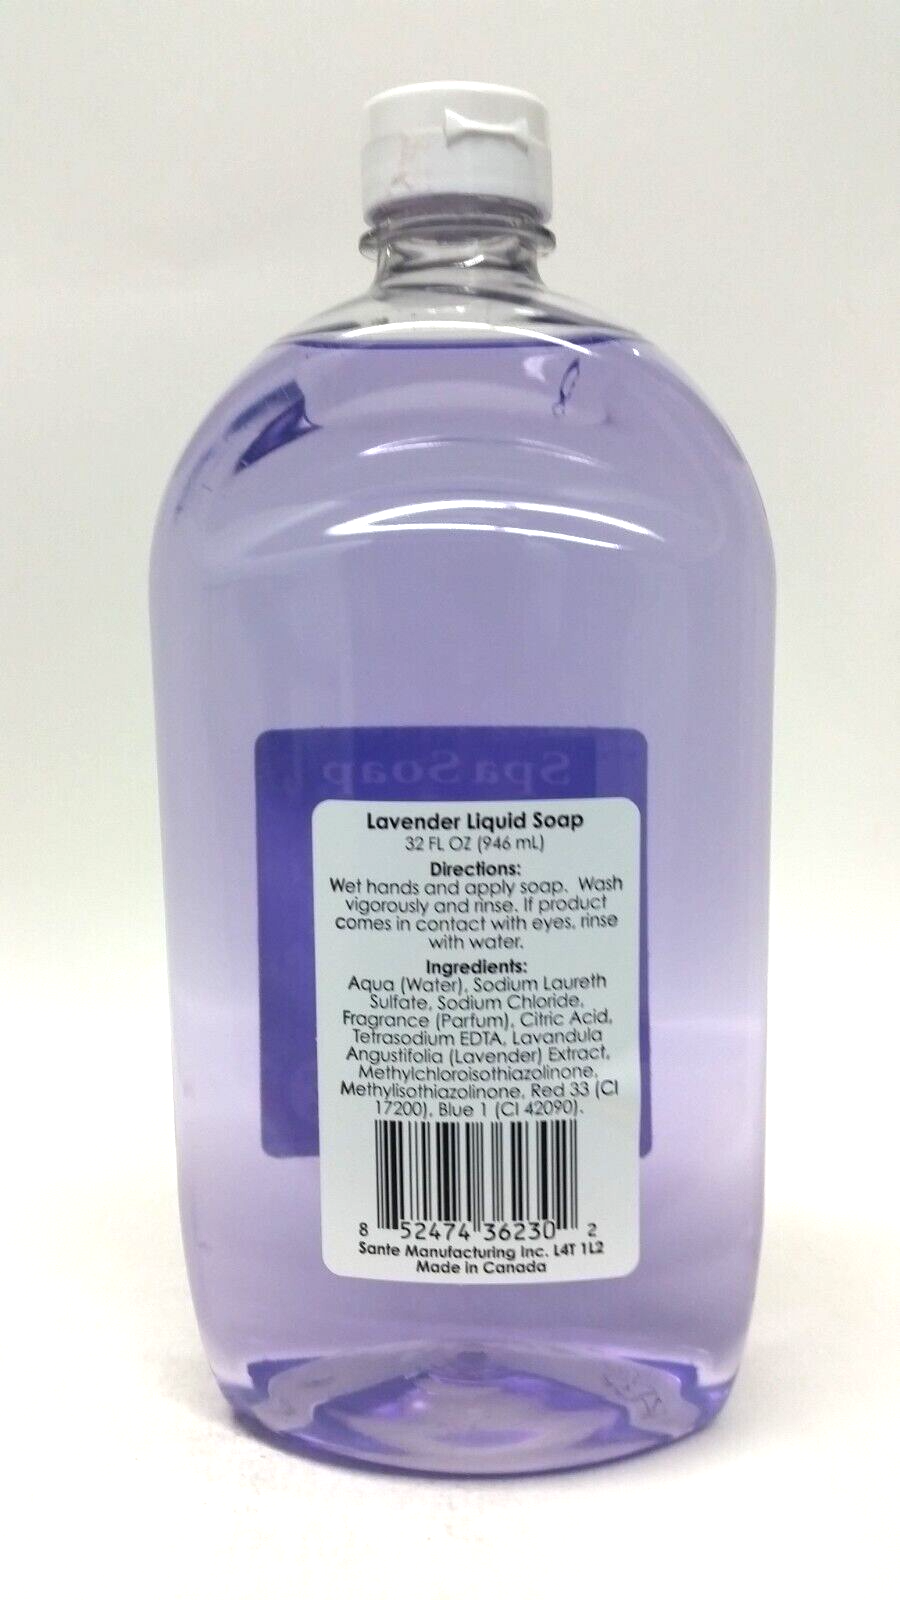 Spa Soap
Lavender Liquid Soap
32 FL OZ (946 mL)
Directions:
Wet hands and apply soap. Wash
vigorously and rinse. If product
comes in contact with eyes, rinse
with water.
Ingredients:
Aqua (Water), Sodium Laureth
Sulfate, Sodium Chloride,
Fragrance (Parfum), Citric Acid,
Tetrasodium EDTA, Lavandula
Angustifolia (Lavender) Extract,
Methylchloroisothiazolinone,
Methylisothiazolinone, Red 33 (CI
17200), Blue 1 (CI 42090).
8 52474 36230 2
Sante Manufacturing Inc. L4T 1L2
Made in Canada